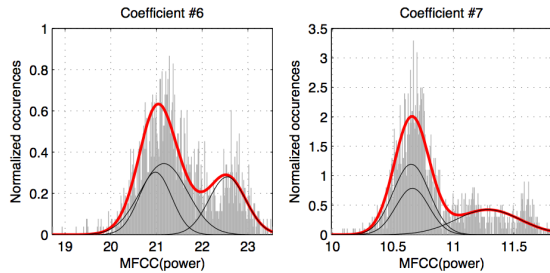 Coefficient #6
Normalized occurences
1
0.8
0.6
0.4
0.2
0
19 20 21 22 23
MFCC(power)
Coefficient #7
Normalized occurences
3.5
3
2.5
2
1.5
1
0.5
0
10 10.5 11 11.5
MFCC(power)